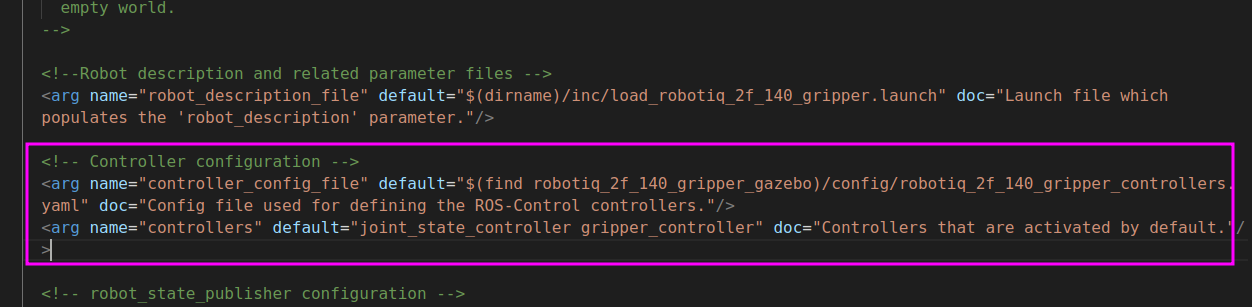 empty world.
-->
<!--Robot description and related parameter files -->
<arg name="robot_description_file" default="$(dirname)/inc/load_robotiq_2f_140_gripper.launch" doc="Launch file which
populates the 'robot_description' parameter."/>
<!-- Controller configuration -->
<arg name="controller_config_file" default="$(find robotiq_2f_140_gripper_gazebo)/config/robotiq_2f_140_gripper_controllers.
yaml" doc="Config file used for defining the ROS-Control controllers."/>
<arg name="controllers" default="joint_state_controller gripper_controller" doc="Controllers that are activated by default."/
>
<!-- robot_state_publisher configuration -->